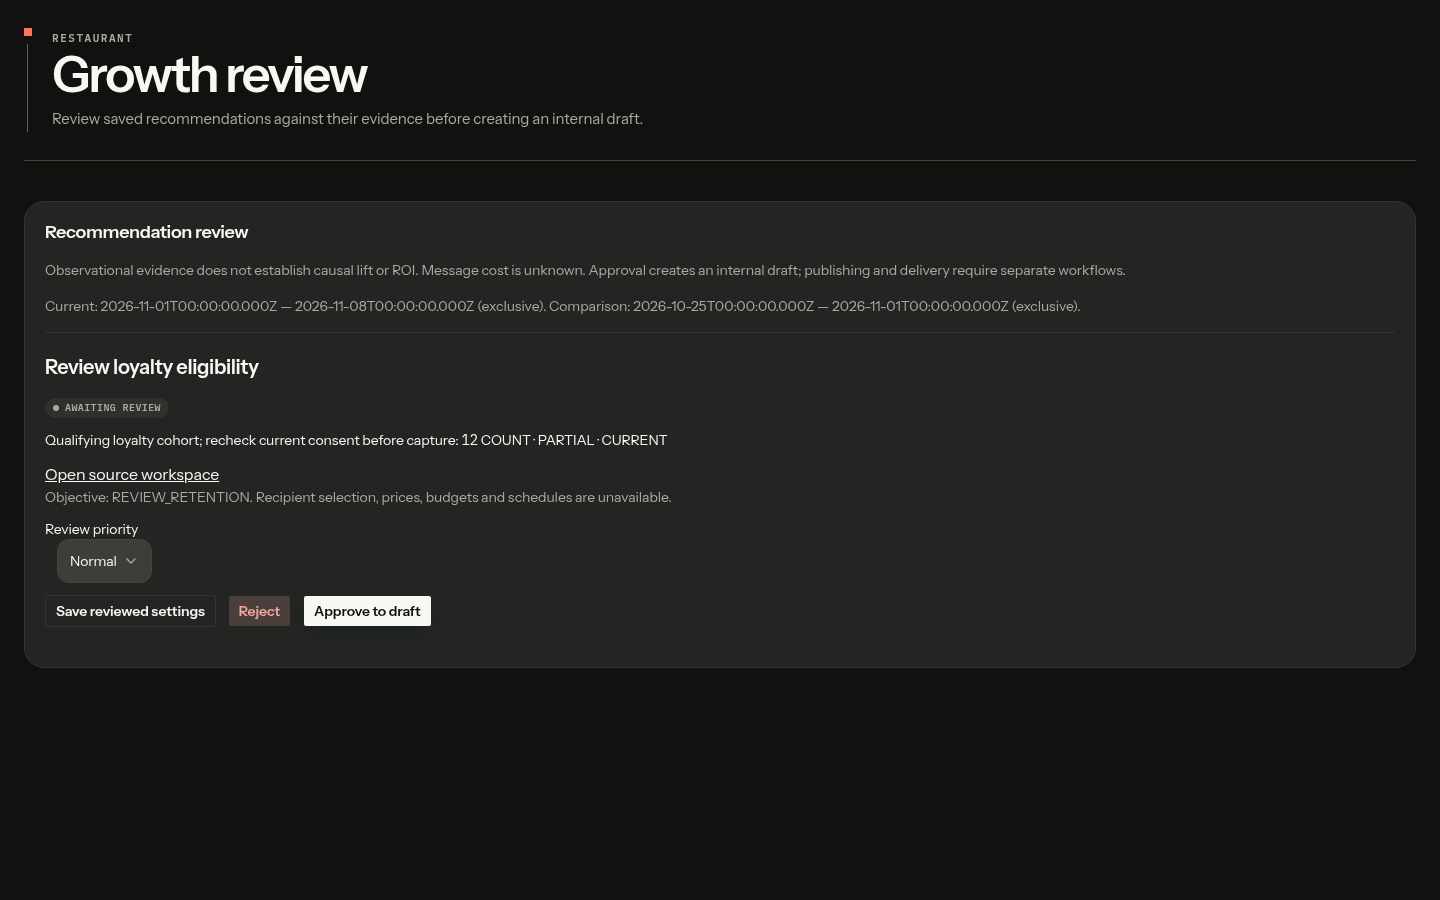 RESTAURANT
Growth review
Review saved recommendations against their evidence before creating an internal draft.
Recommendation review
Observational evidence does not establish causal lift or ROI. Message cost is unknown. Approval creates an internal draft; publishing and delivery require separate workflows.
Current: 2026-11-01T00:00:00.000Z — 2026-11-08T00:00:00.000Z (exclusive). Comparison: 2026-10-25T00:00:00.000Z — 2026-11-01T00:00:00.000Z (exclusive).
Review loyalty eligibility
AWAITING REVIEW
Qualifying loyalty cohort; recheck current consent before capture: 12 COUNT · PARTIAL · CURRENT
Open source workspace
Objective: REVIEW_RETENTION. Recipient selection, prices, budgets and schedules are unavailable.
Review priority
Normal
Save reviewed settings Reject Approve to draft